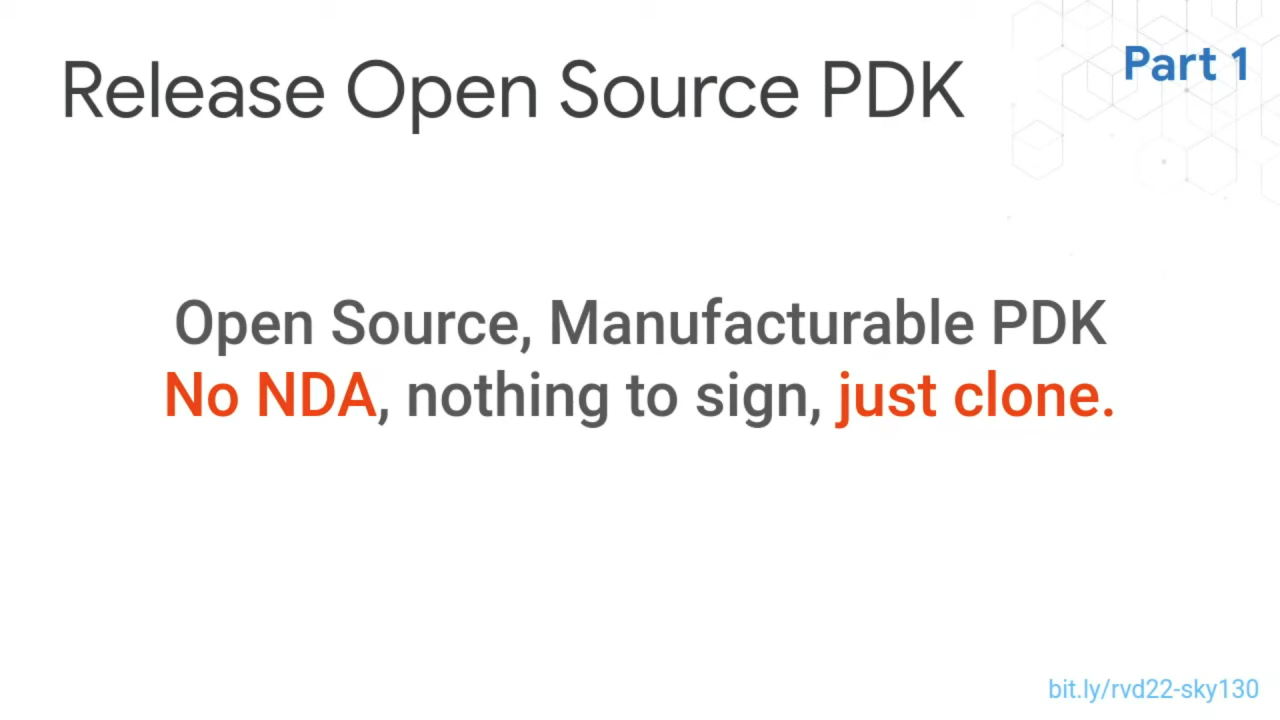 Release Open Source PDK
Part 1
Open Source, Manufacturable PDK
No NDA, nothing to sign, just clone.
bit.ly/rvd22-sky130